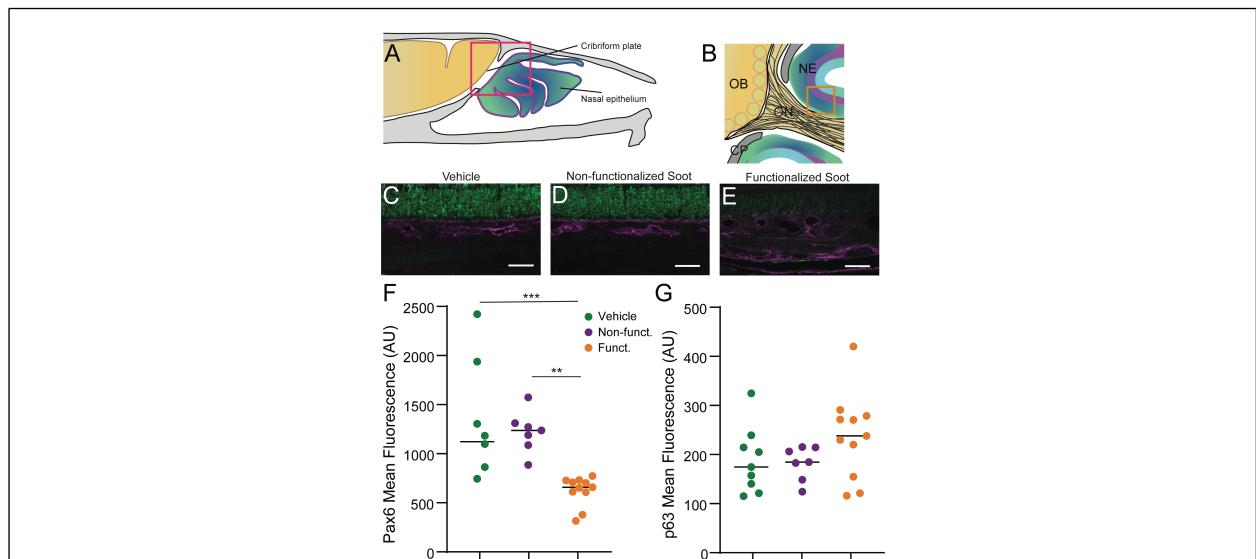 A
Cribriform plate
Nasal epithelium
B
OB
NE
ON
CP
Vehicle
Non-functionalized Soot
Functionalized Soot
C
D
E
F
Pax6 Mean Fluorescence (AU)
2500
2000
1500
1000
500
0
***
**
Vehicle
Non-funct.
Funct.
G
p63 Mean Fluorescence (AU)
500
400
300
200
100
0